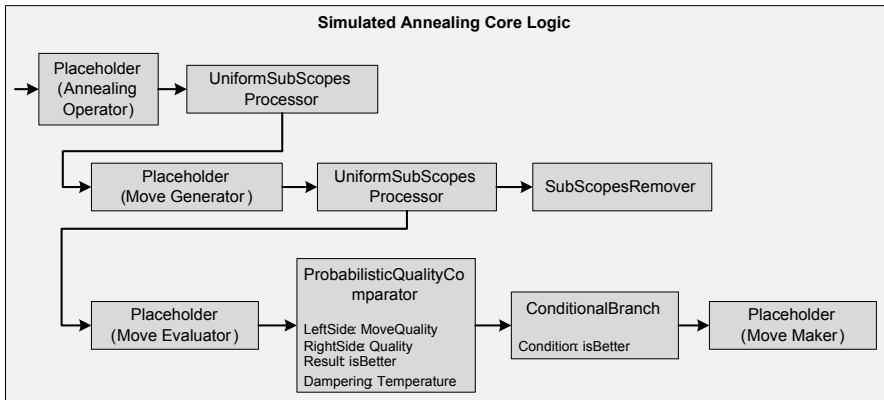 Simulated Annealing Core Logic
Placeholder
(Annealing
Operator)
UniformSubScopes
Processor
Placeholder
(Move Generator)
UniformSubScopes
Processor
SubScopesRemover
Placeholder
(Move Evaluator)
ProbabilisticQualityCo
mparator
LeftSide: MoveQuality
RightSide: Quality
Result: isBetter
Dampering: Temperature
ConditionalBranch
Condition: isBetter
Placeholder
(Move Maker)